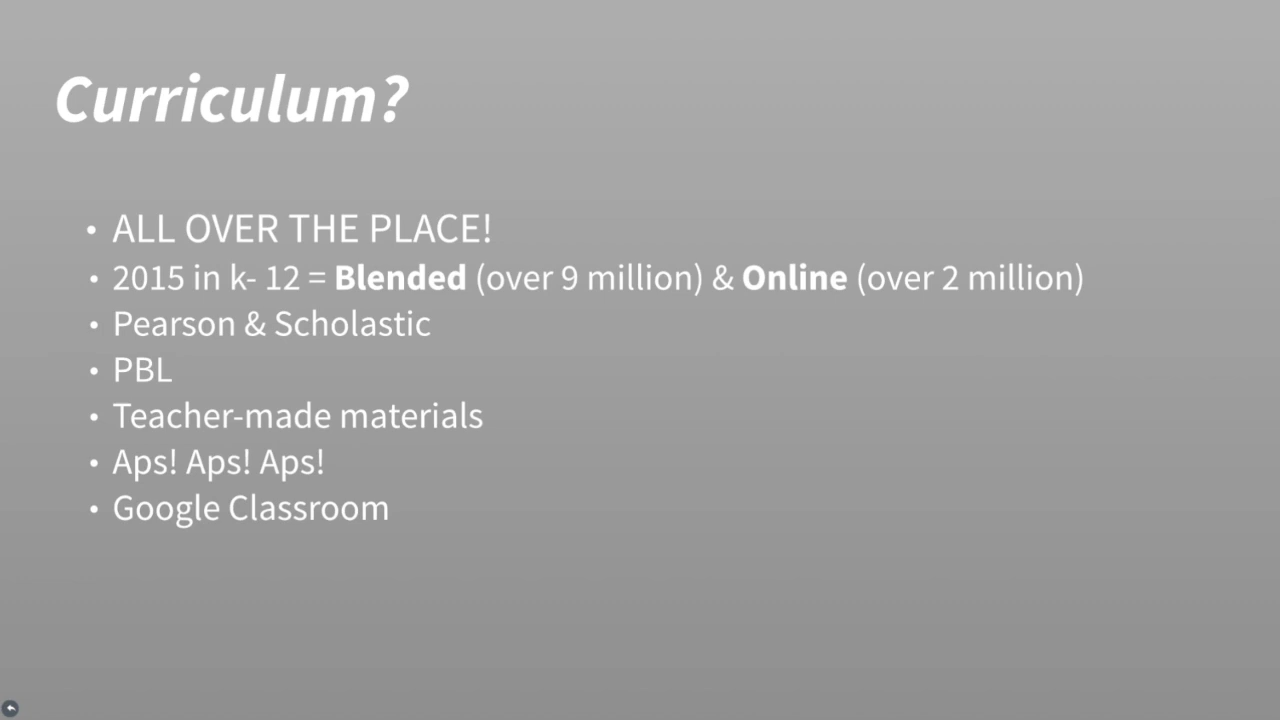 Curriculum?
• ALL OVER THE PLACE!
• 2015 in k- 12 = Blended (over 9 million) & Online (over 2 million)
• Pearson & Scholastic
• PBL
• Teacher-made materials
• Aps! Aps! Aps!
• Google Classroom